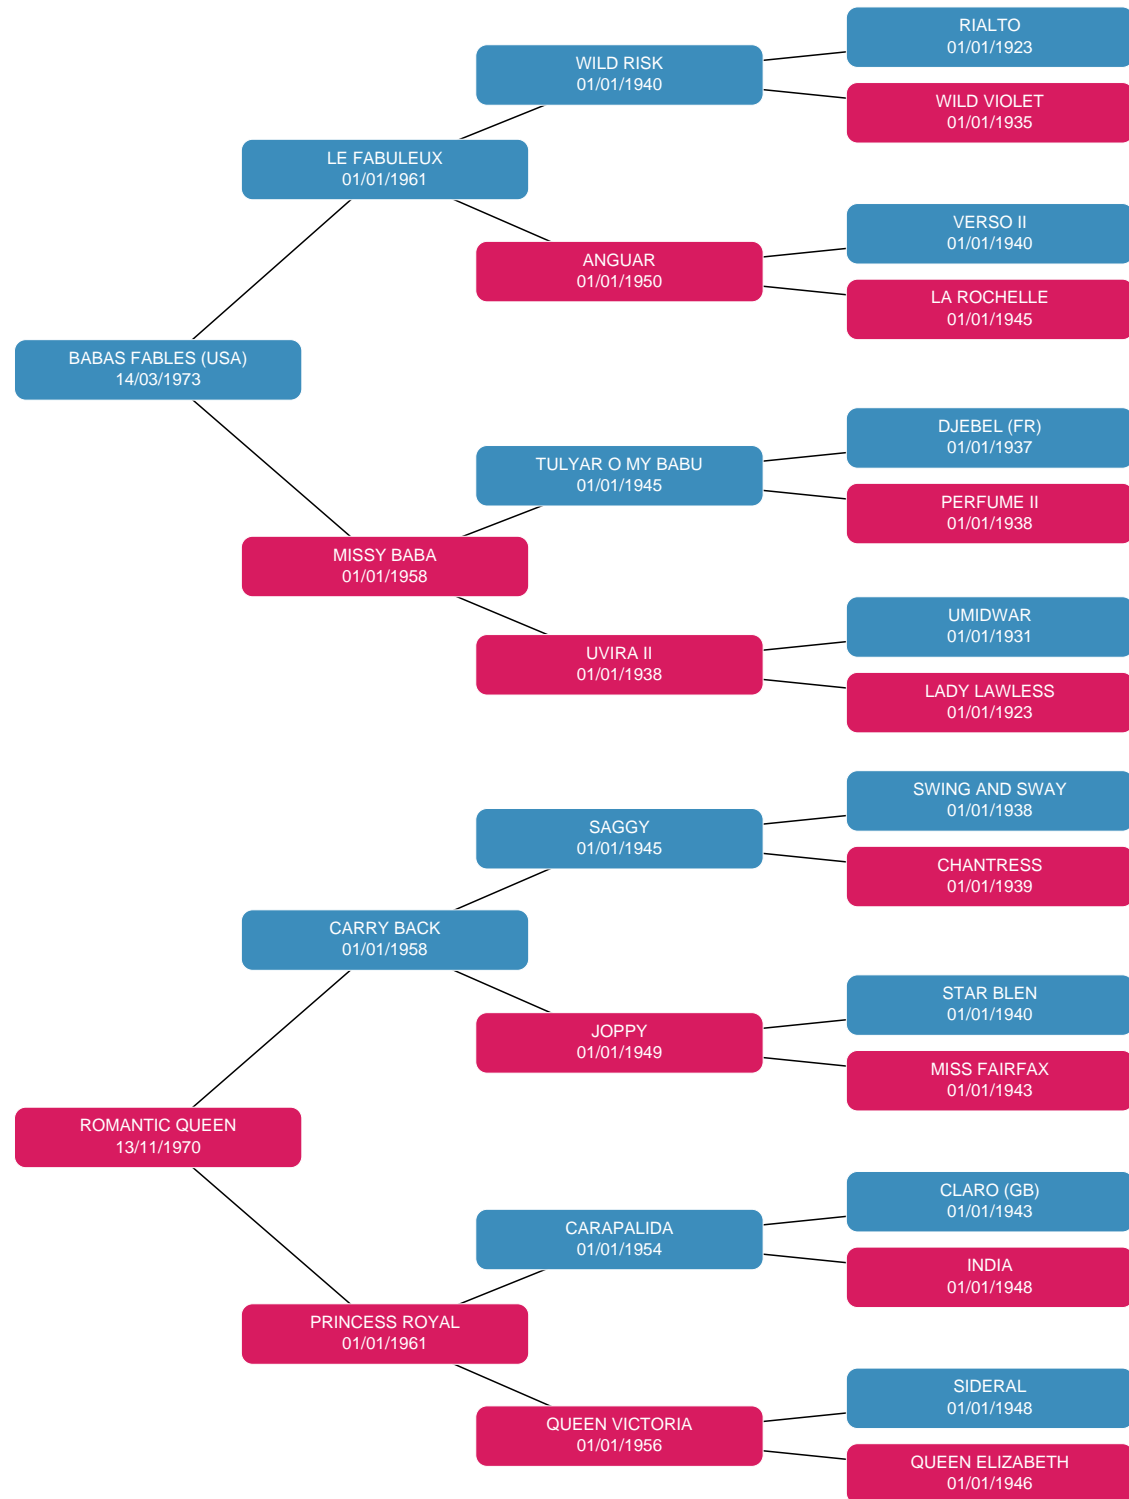 RIALTO
01/01/1923
WILD RISK
01/01/1940
WILD VIOLET
01/01/1935
LE FABULEUX
01/01/1961
VERSO II
01/01/1940
ANGUAR
01/01/1950
LA ROCHELLE
01/01/1945
BABAS FABLES (USA)
14/03/1973
DJEBEL (FR)
01/01/1937
TULYAR O MY BABU
01/01/1945
PERFUME II
01/01/1938
MISSY BABA
01/01/1958
UMIDWAR
01/01/1931
UVIRA II
01/01/1938
LADY LAWLESS
01/01/1923
SWING AND SWAY
01/01/1938
SAGGY
01/01/1945
CHANTRESS
01/01/1939
CARRY BACK
01/01/1958
STAR BLEN
01/01/1940
JOPPY
01/01/1949
MISS FAIRFAX
01/01/1943
ROMANTIC QUEEN
13/11/1970
CLARO (GB)
01/01/1943
CARAPALIDA
01/01/1954
INDIA
01/01/1948
PRINCESS ROYAL
01/01/1961
SIDERAL
01/01/1948
QUEEN VICTORIA
01/01/1956
QUEEN ELIZABETH
01/01/1946